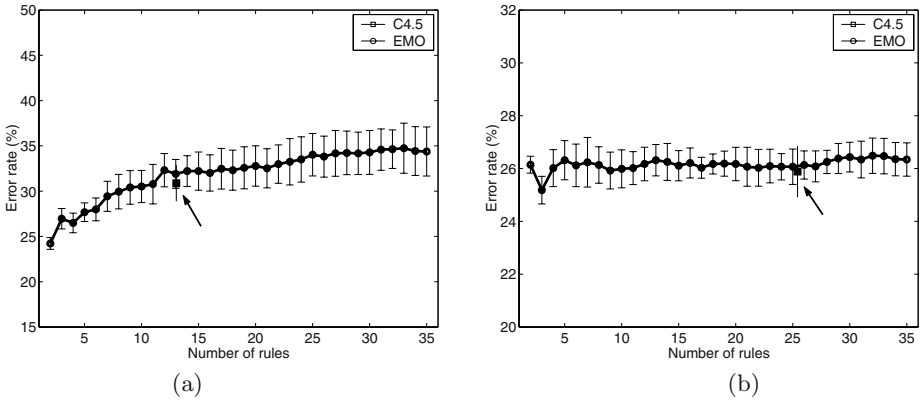 50
45
40
35
30
25
20
15
Error rate (%)
C4.5
EMO
5 10 15 20 25 30 35
Number of rules
(a)
32
30
28
26
24
22
20
Error rate (%)
C4.5
EMO
5 10 15 20 25 30 35
Number of rules
(b)